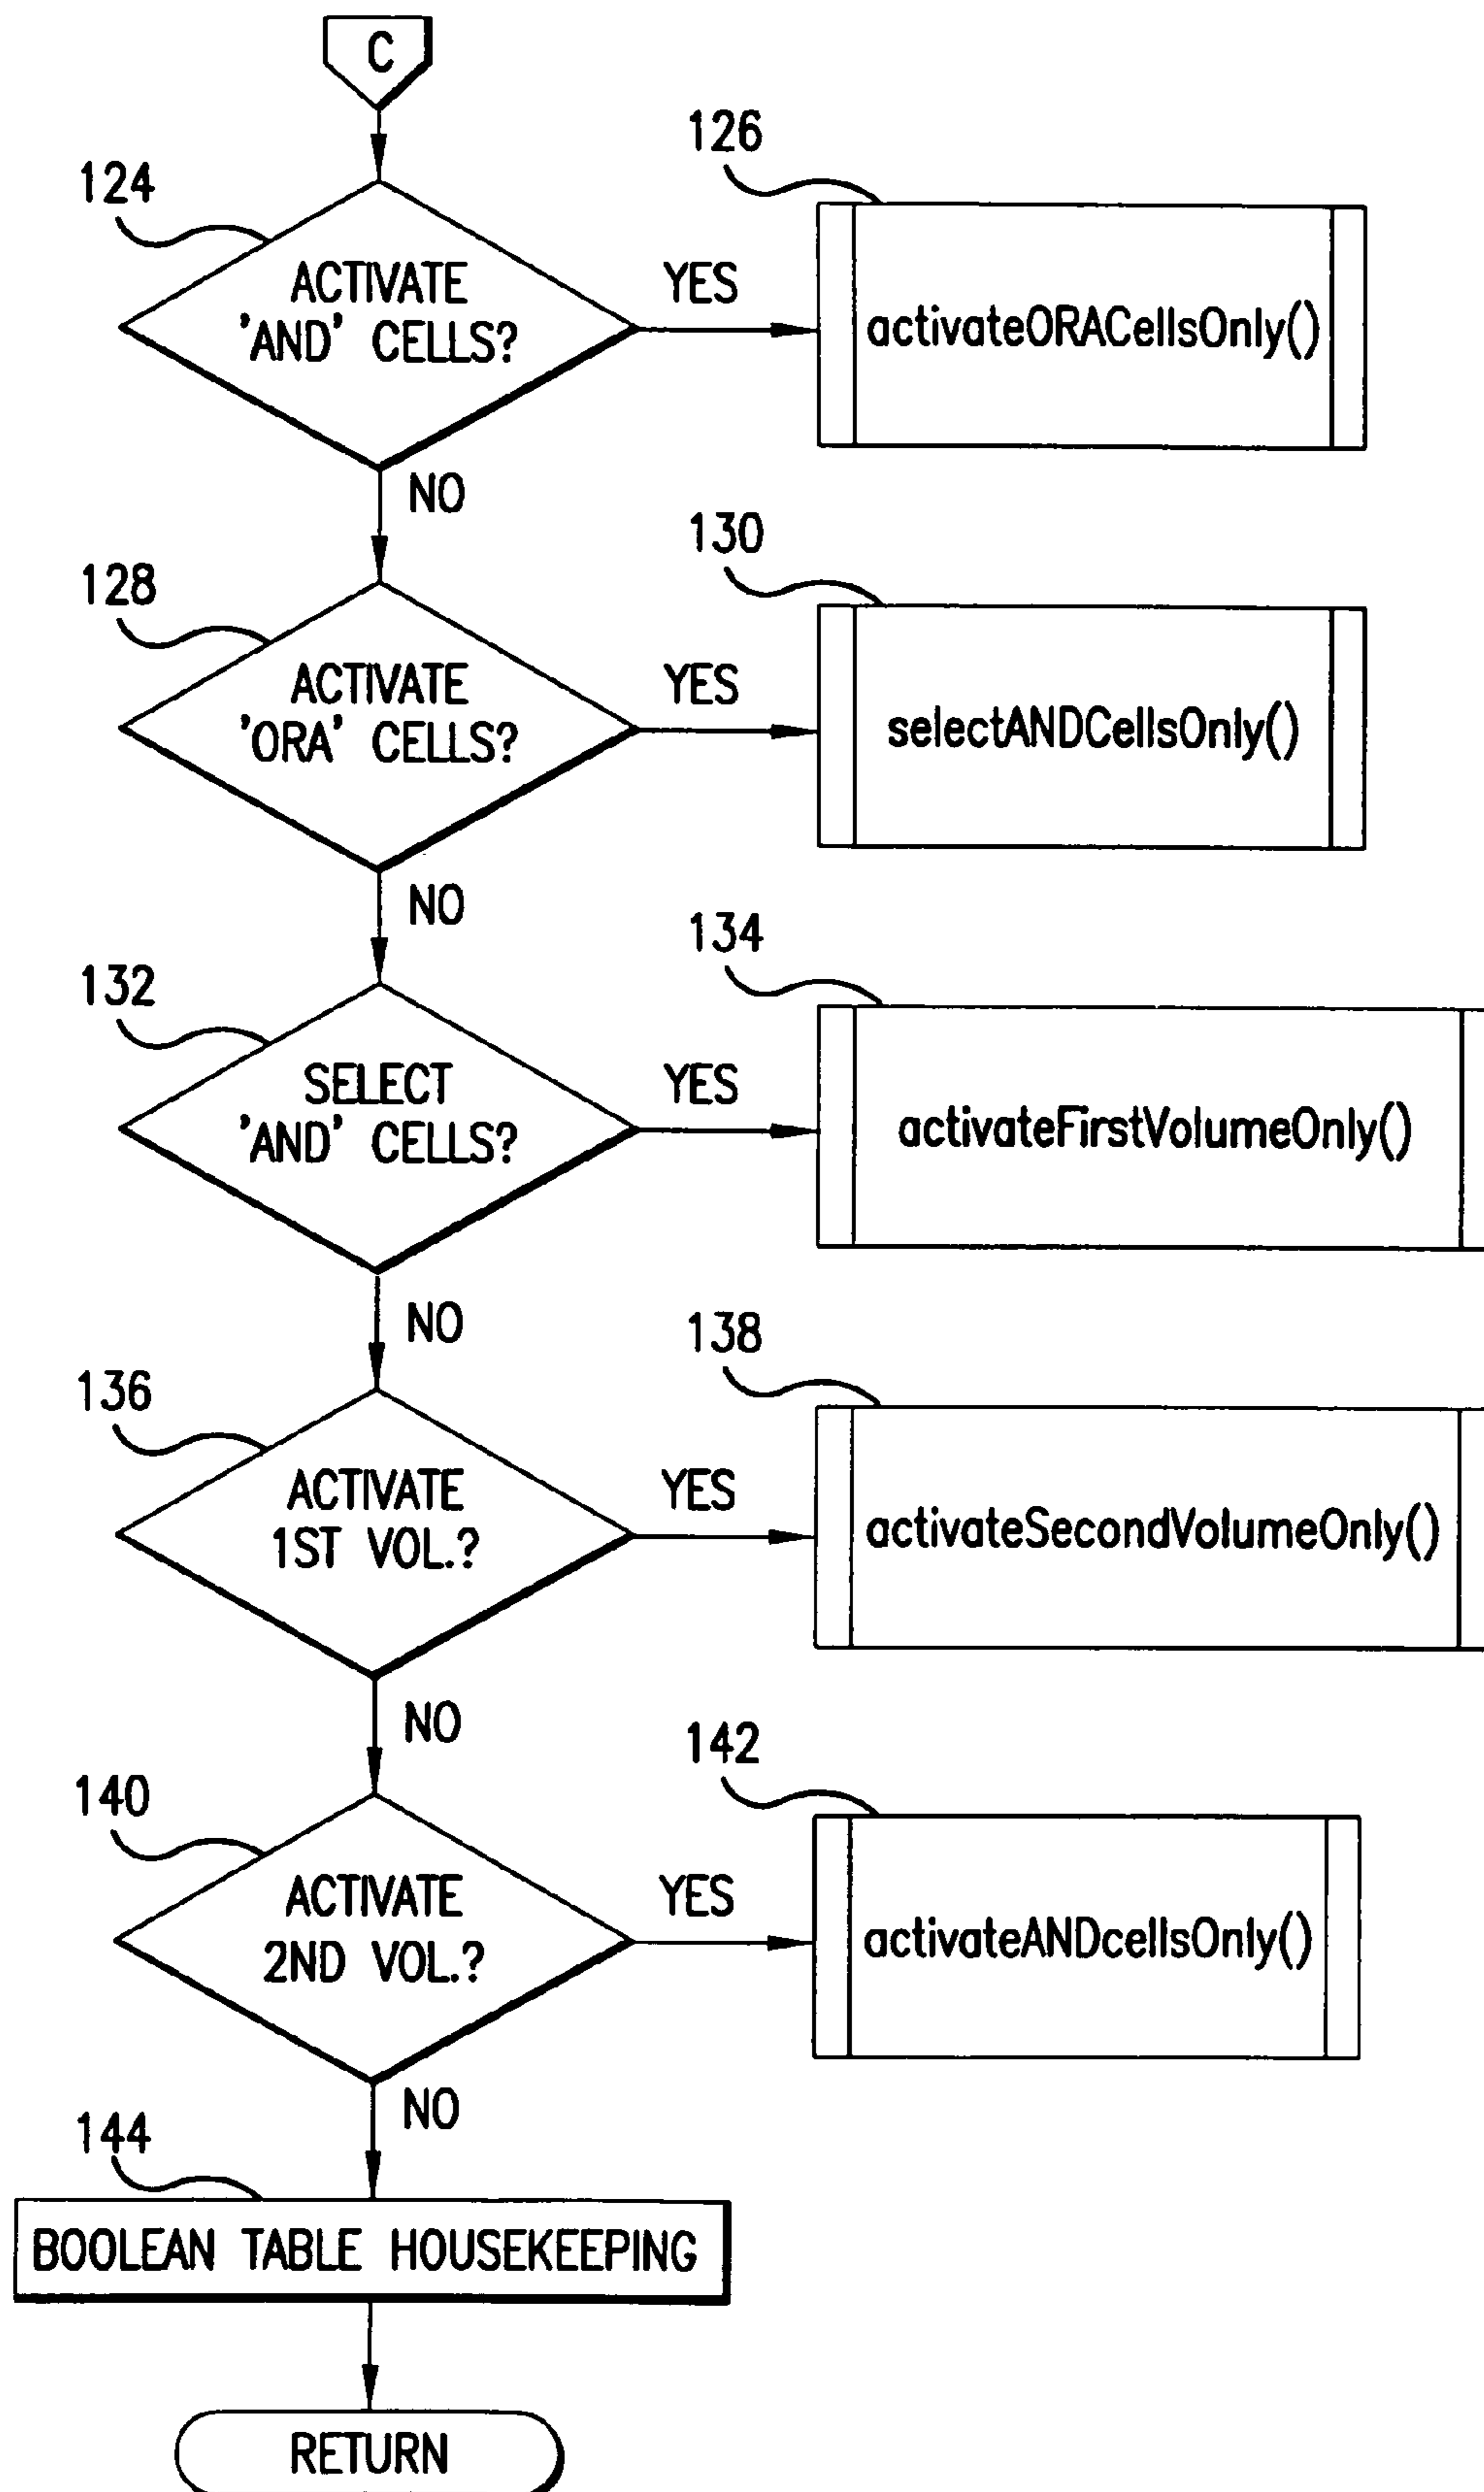 C
124
ACTIVATE
'AND' CELLS?
YES
126
activateORACellsOnly()
NO
128
ACTIVATE
'ORA' CELLS?
YES
130
selectANDCellsOnly()
NO
132
SELECT
'AND' CELLS?
YES
134
activateFirstVolumeOnly()
NO
136
ACTIVATE
1ST VOL.?
YES
138
activateSecondVolumeOnly()
NO
140
ACTIVATE
2ND VOL.?
YES
142
activateANDcellsOnly()
NO
144
BOOLEAN TABLE HOUSEKEEPING
RETURN